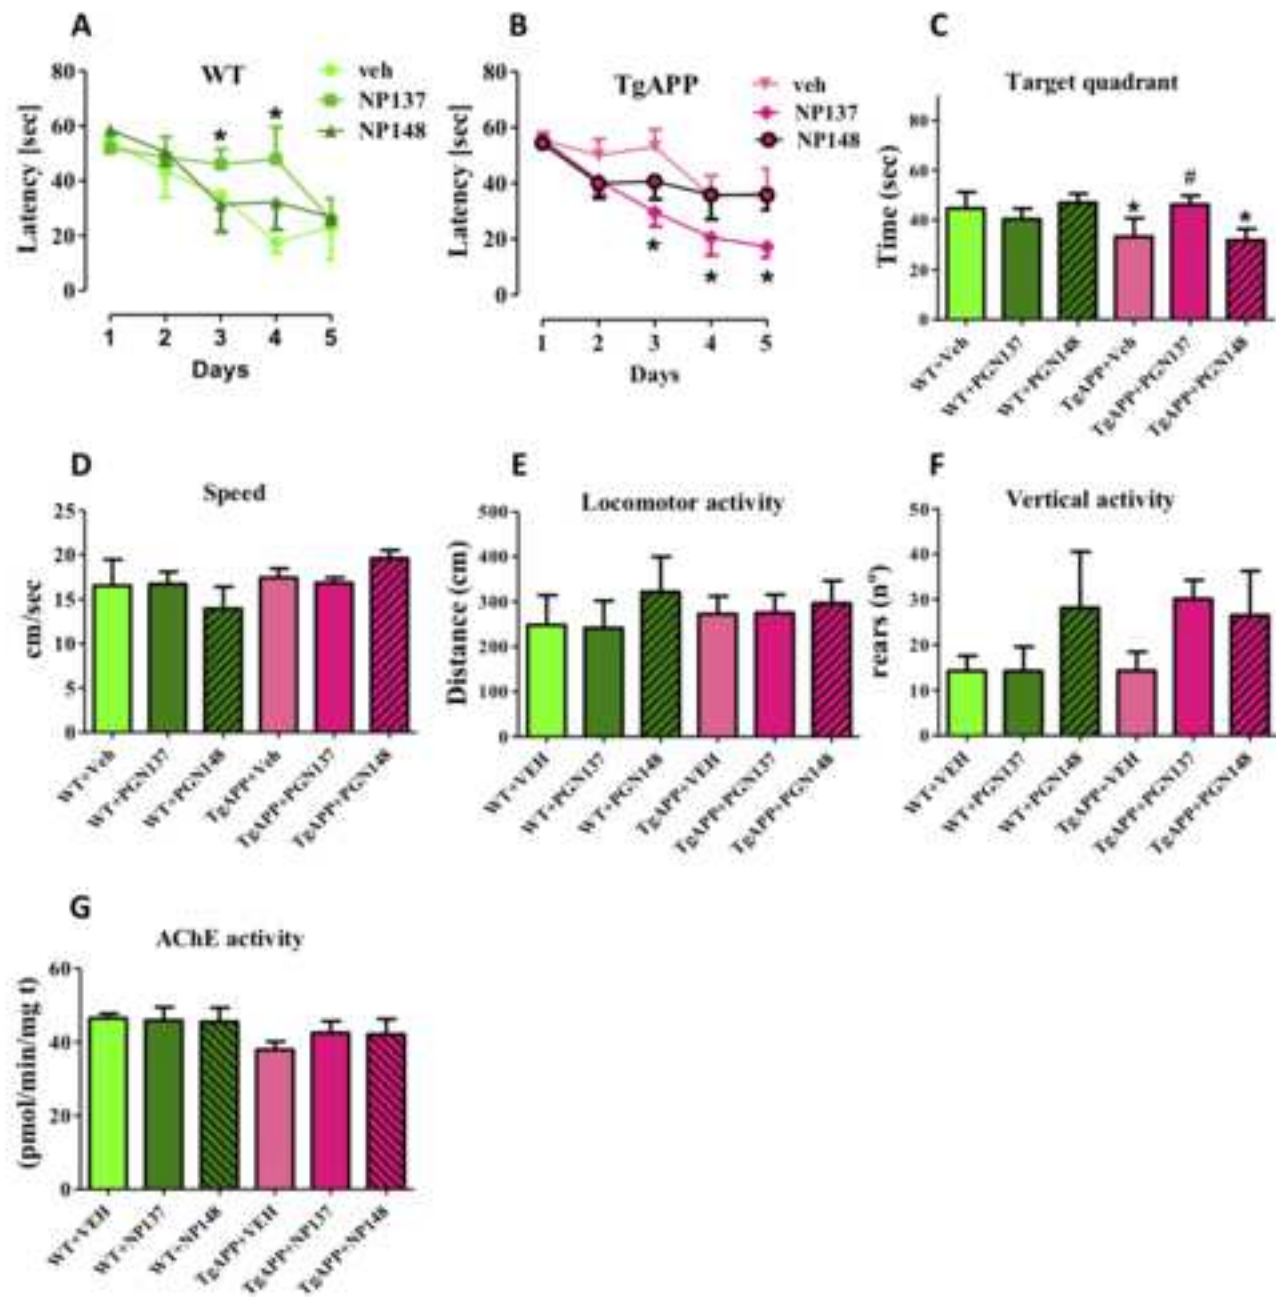 A
WT
veh
NP137
NP148
Latency [sec]
80
60
40
20
0
*
*
1 2 3 4 5
Days
B
TgAPP
veh
NP137
NP148
Latency [sec]
80
60
40
20
0
*
*
*
1 2 3 4 5
Days
C
Target quadrant
Time (sec)
80
60
40
20
0
*
#
*
WT+Veh
WT+PGN137
WT+PGN148
TgAPP+Veh
TgAPP+PGN137
TgAPP+PGN148
D
Speed
cm/sec
25
20
15
10
5
0
WT+Veh
WT+PGN137
WT+PGN148
TgAPP+Veh
TgAPP+PGN137
TgAPP+PGN148
E
Locomotor activity
Distance (cm)
500
400
300
200
100
0
WT+VEH
WT+PGN137
WT+PGN148
TgAPP+VEH
TgAPP+PGN137
TgAPP+PGN148
F
Vertical activity
rears (nº)
50
40
30
20
10
0
WT+VEH
WT+PGN137
WT+PGN148
TgAPP+VEH
TgAPP+PGN137
TgAPP+PGN148
G
AChE activity
(pmol/min/mg t)
60
40
20
0
WT+VEH
WT+NP137
WT+NP148
TgAPP+VEH
TgAPP+NP137
TgAPP+NP148